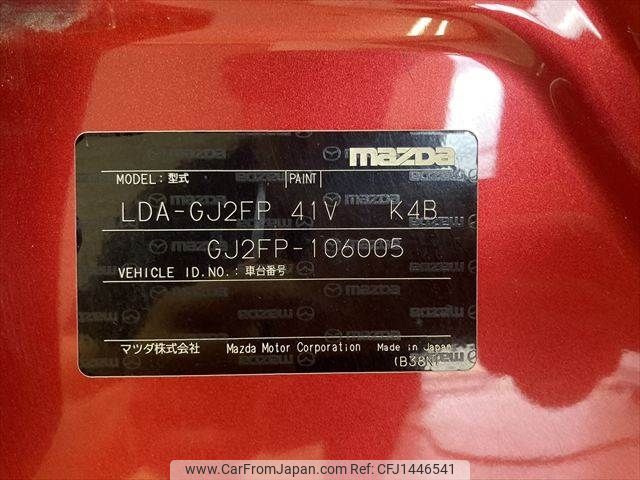 mazda
MODEL: 型式 PAINT
LDA-GJ2FP 41V K4B
GJ2FP-106005
VEHICLE ID.NO.: 車台番号
マツダ株式会社 Mazda Motor Corporation Made in Japan
(B38N)
www.CarFromJapan.com | CFJ1446541